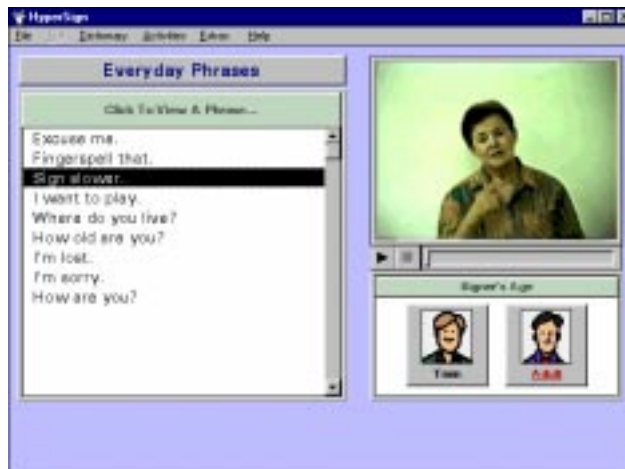 HyperSign
File Dictionary Activities Extras Help
Everyday Phrases
Click To View A Phrase...
Excuse me.
Fingerspell that.
Sign slower.
I want to play.
Where do you live?
How old are you?
I'm lost.
I'm sorry.
How are you?
Signer's Age
Teen
Adult